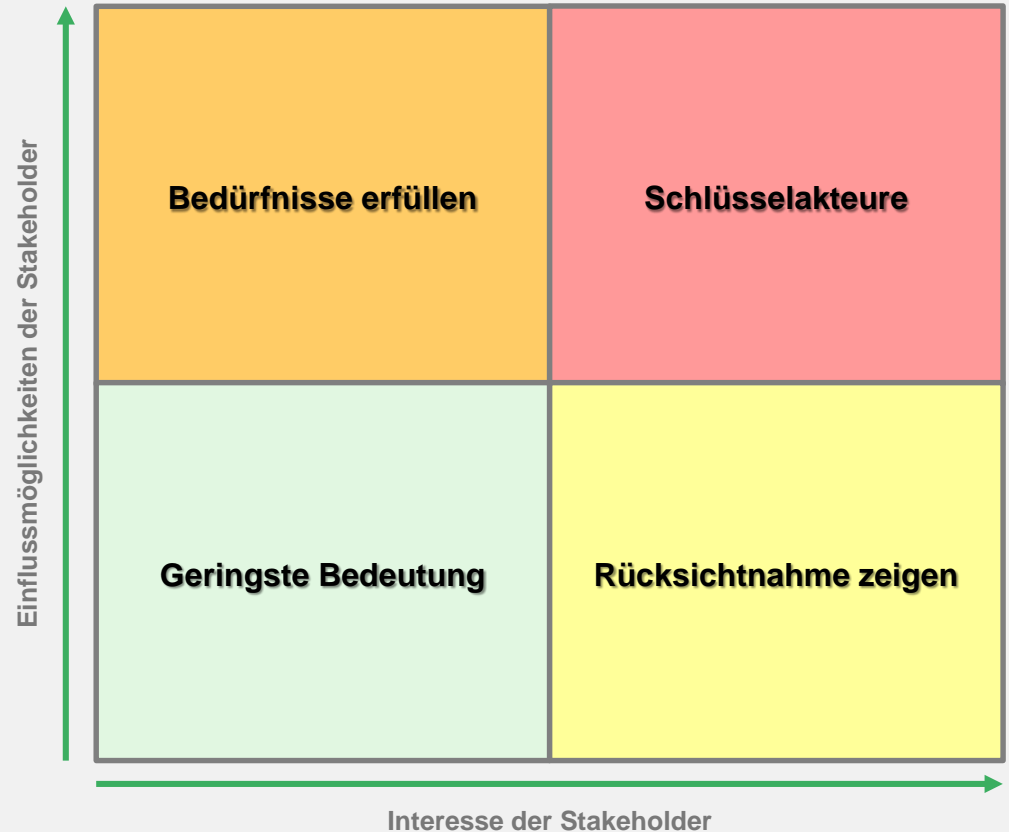 Einflussmöglichkeiten der Stakeholder
Bedürfnisse erfüllen
Schlüsselakteure
Geringste Bedeutung
Rücksichtnahme zeigen
Interesse der Stakeholder